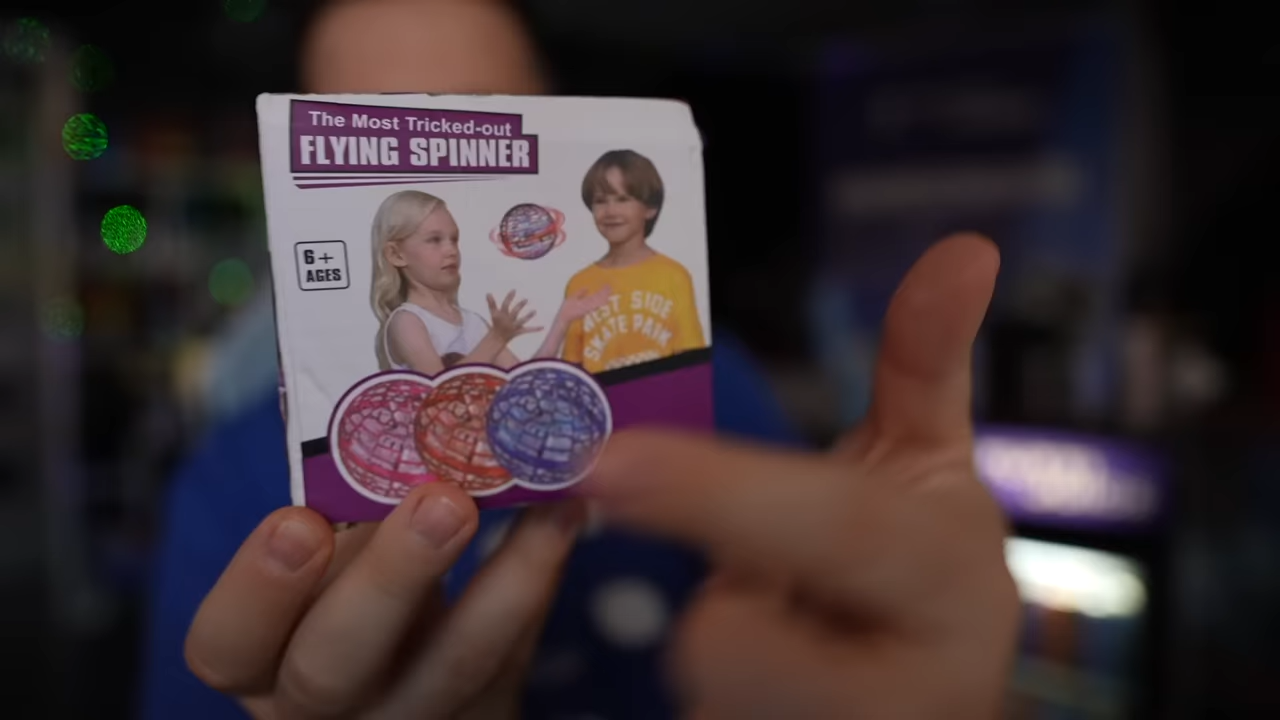 The Most Tricked-out
FLYING SPINNER
6+
AGES
WEST SIDE
SKATE PARK